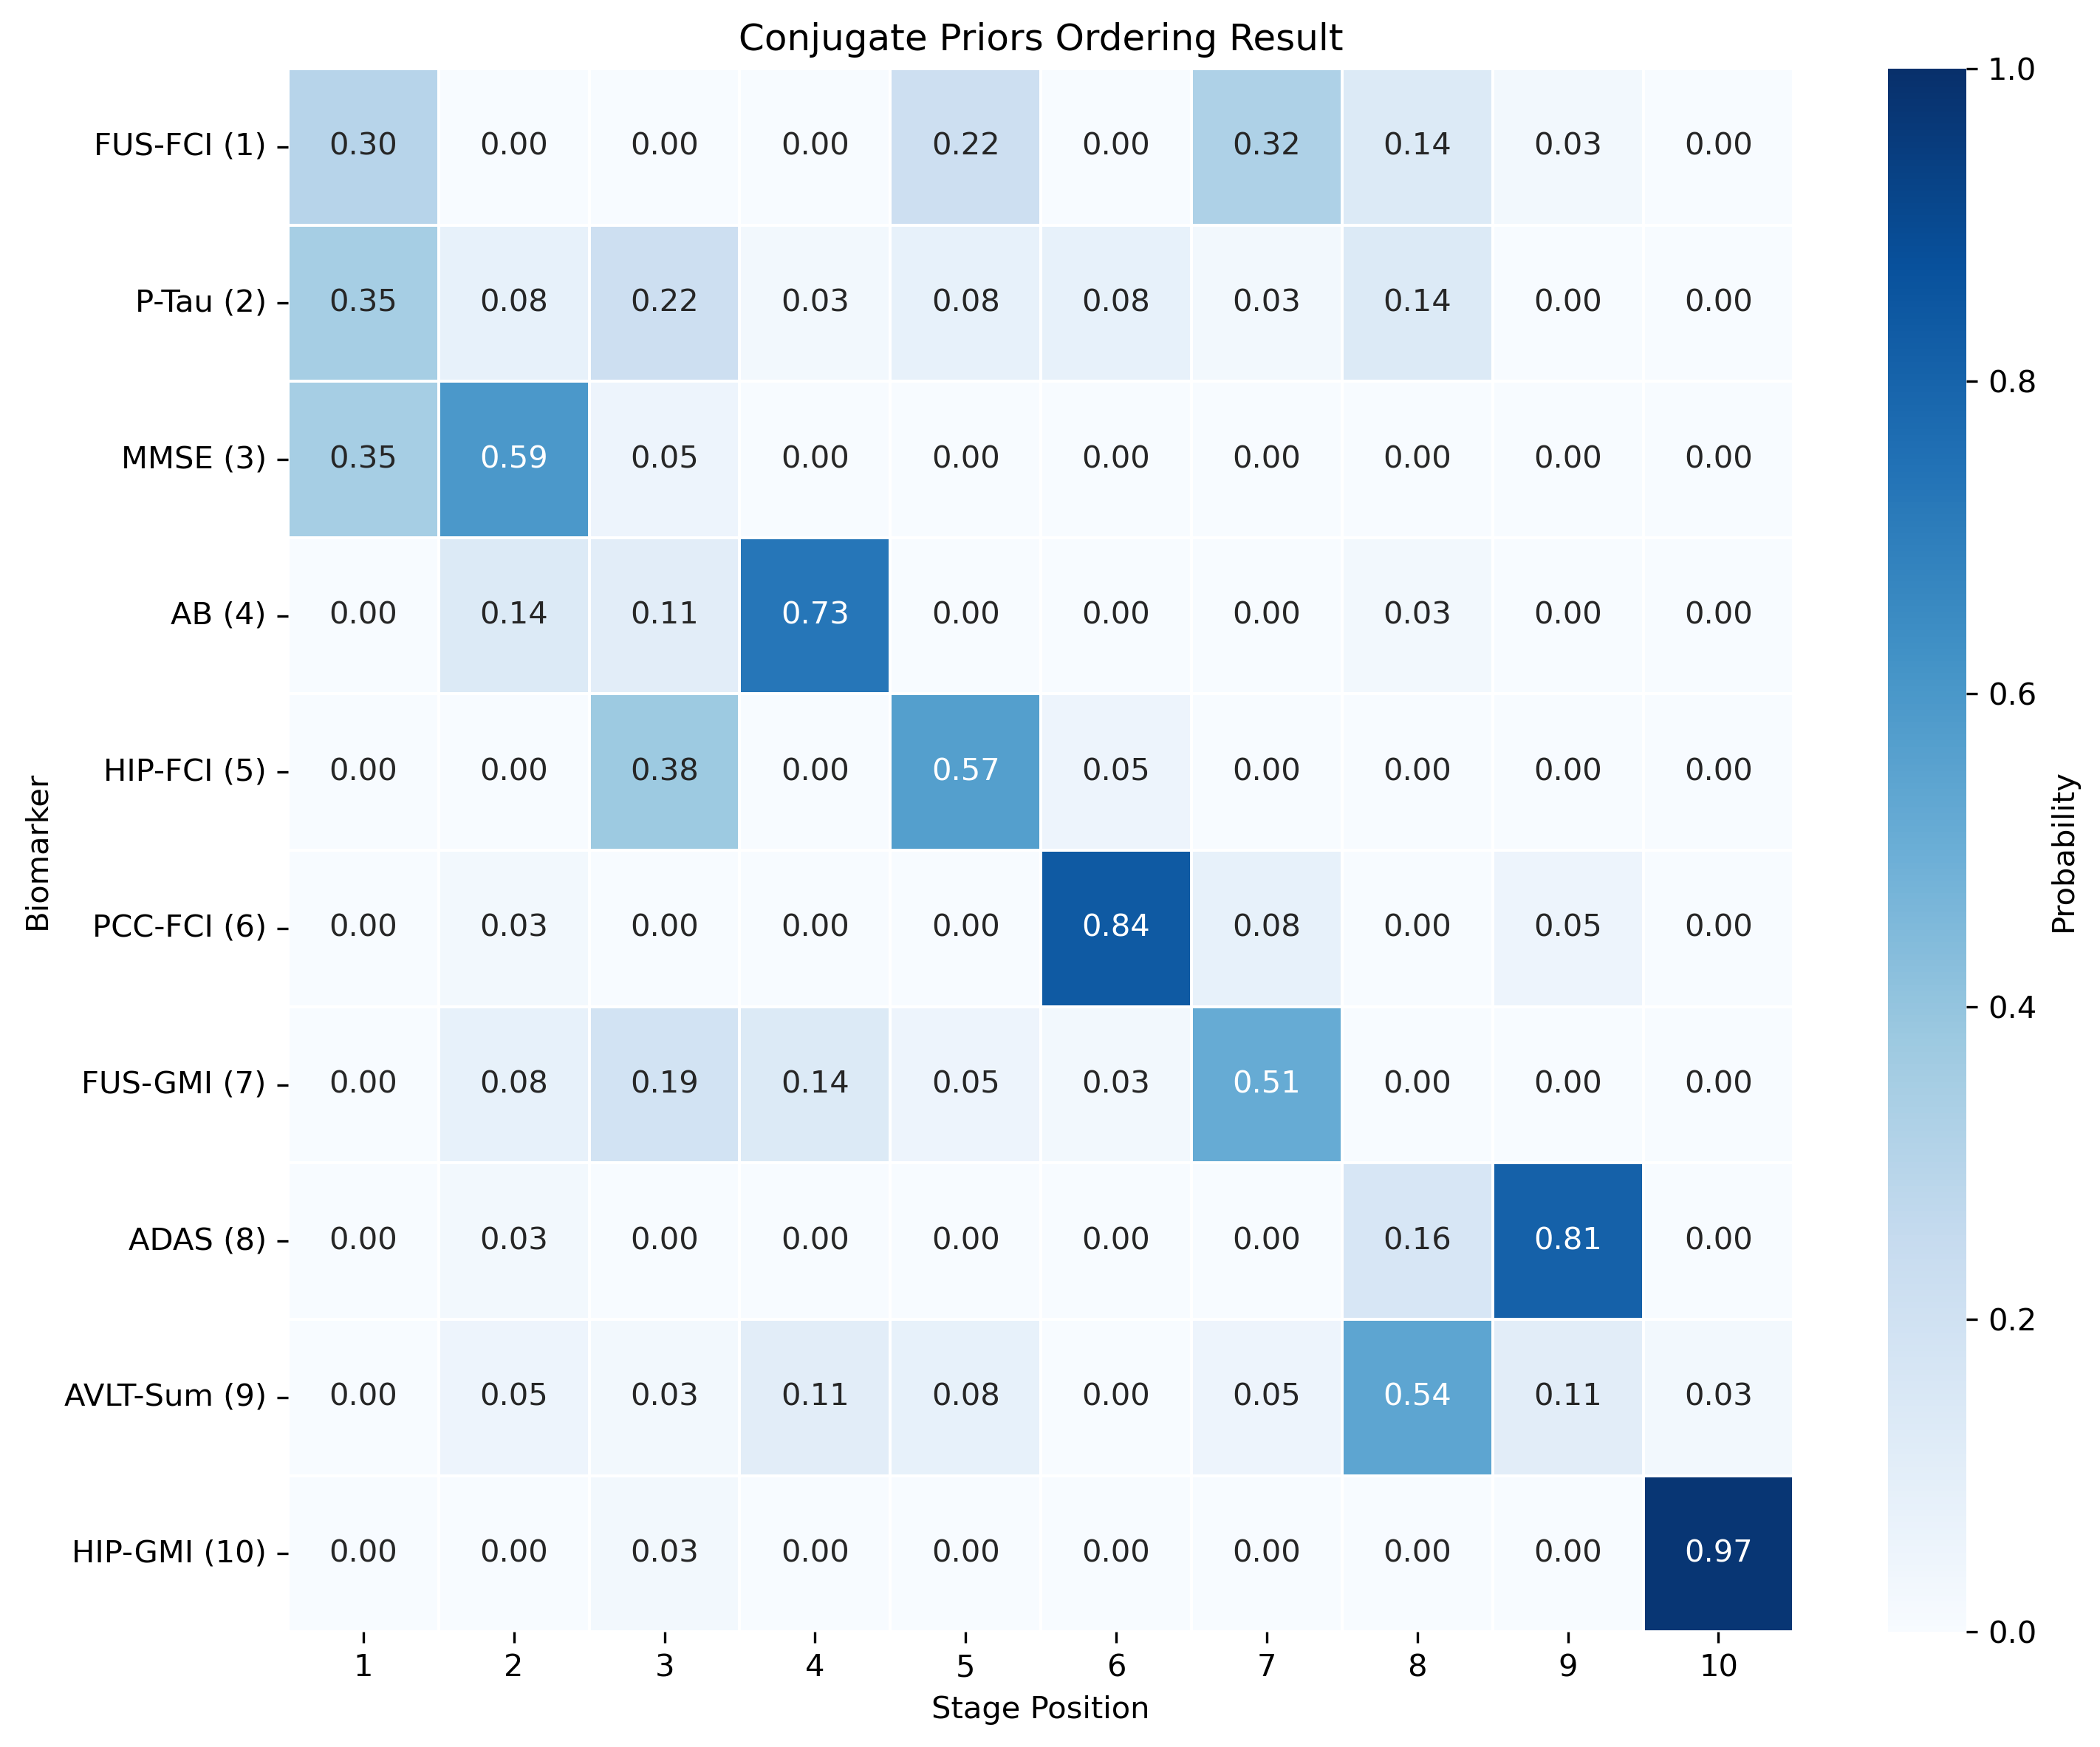 Conjugate Priors Ordering Result
FUS-FCI (1) 0.30 0.00 0.00 0.00 0.22 0.00 0.32 0.14 0.03 0.00
P-Tau (2) 0.35 0.08 0.22 0.03 0.08 0.08 0.03 0.14 0.00 0.00
MMSE (3) 0.35 0.59 0.05 0.00 0.00 0.00 0.00 0.00 0.00 0.00
AB (4) 0.00 0.14 0.11 0.73 0.00 0.00 0.00 0.03 0.00 0.00
HIP-FCI (5) 0.00 0.00 0.38 0.00 0.57 0.05 0.00 0.00 0.00 0.00
PCC-FCI (6) 0.00 0.03 0.00 0.00 0.00 0.84 0.08 0.00 0.05 0.00
FUS-GMI (7) 0.00 0.08 0.19 0.14 0.05 0.03 0.51 0.00 0.00 0.00
ADAS (8) 0.00 0.03 0.00 0.00 0.00 0.00 0.00 0.16 0.81 0.00
AVLT-Sum (9) 0.00 0.05 0.03 0.11 0.08 0.00 0.05 0.54 0.11 0.03
HIP-GMI (10) 0.00 0.00 0.03 0.00 0.00 0.00 0.00 0.00 0.00 0.97
1 2 3 4 5 6 7 8 9 10
Stage Position
Biomarker
1.0
0.8
0.6
0.4
0.2
0.0
Probability